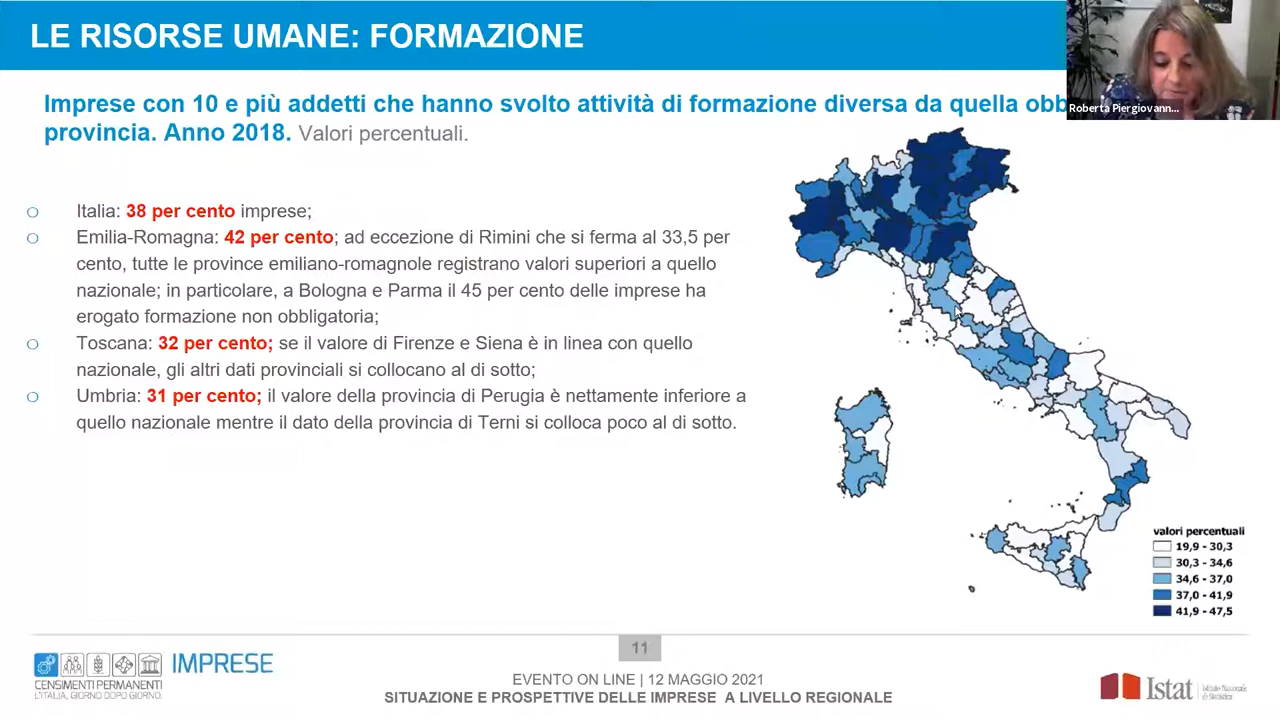 LE RISORSE UMANE: FORMAZIONE
Roberta Piergiovann...
Imprese con 10 e più addetti che hanno svolto attività di formazione diversa da quella obb
provincia. Anno 2018. Valori percentuali.
Italia: 38 per cento imprese;
Emilia-Romagna: 42 per cento; ad eccezione di Rimini che si ferma al 33,5 per
cento, tutte le province emiliano-romagnole registrano valori superiori a quello
nazionale; in particolare, a Bologna e Parma il 45 per cento delle imprese ha
erogato formazione non obbligatoria;
Toscana: 32 per cento; se il valore di Firenze e Siena è in linea con quello
nazionale, gli altri dati provinciali si collocano al di sotto;
Umbria: 31 per cento; il valore della provincia di Perugia è nettamente inferiore a
quello nazionale mentre il dato della provincia di Terni si colloca poco al di sotto.
valori percentuali
19,9 - 30,3
30,3 - 34,6
34,6 - 37,0
37,0 - 41,9
41,9 - 47,5
11
IMPRESE
CENSIMENTI PERMANENTI
L'ITALIA, GIORNO DOPO GIORNO.
EVENTO ON LINE | 12 MAGGIO 2021
SITUAZIONE E PROSPETTIVE DELLE IMPRESE A LIVELLO REGIONALE
Istat
Istituto Nazionale
di Statistica